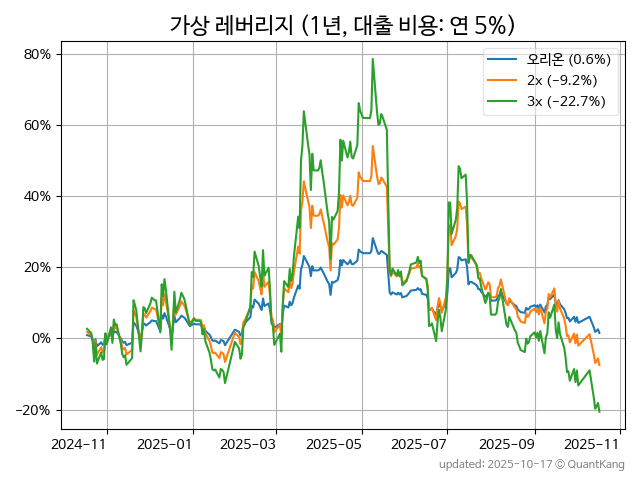 가상 레버리지 (1년, 대출 비용: 연 5%)
80%
60%
40%
20%
0%
−20%
오리온 (0.6%)
2x (−9.2%)
3x (−22.7%)
2024-11
2025-01
2025-03
2025-05
2025-07
2025-09
2025-11
updated: 2025-10-17 © QuantKang